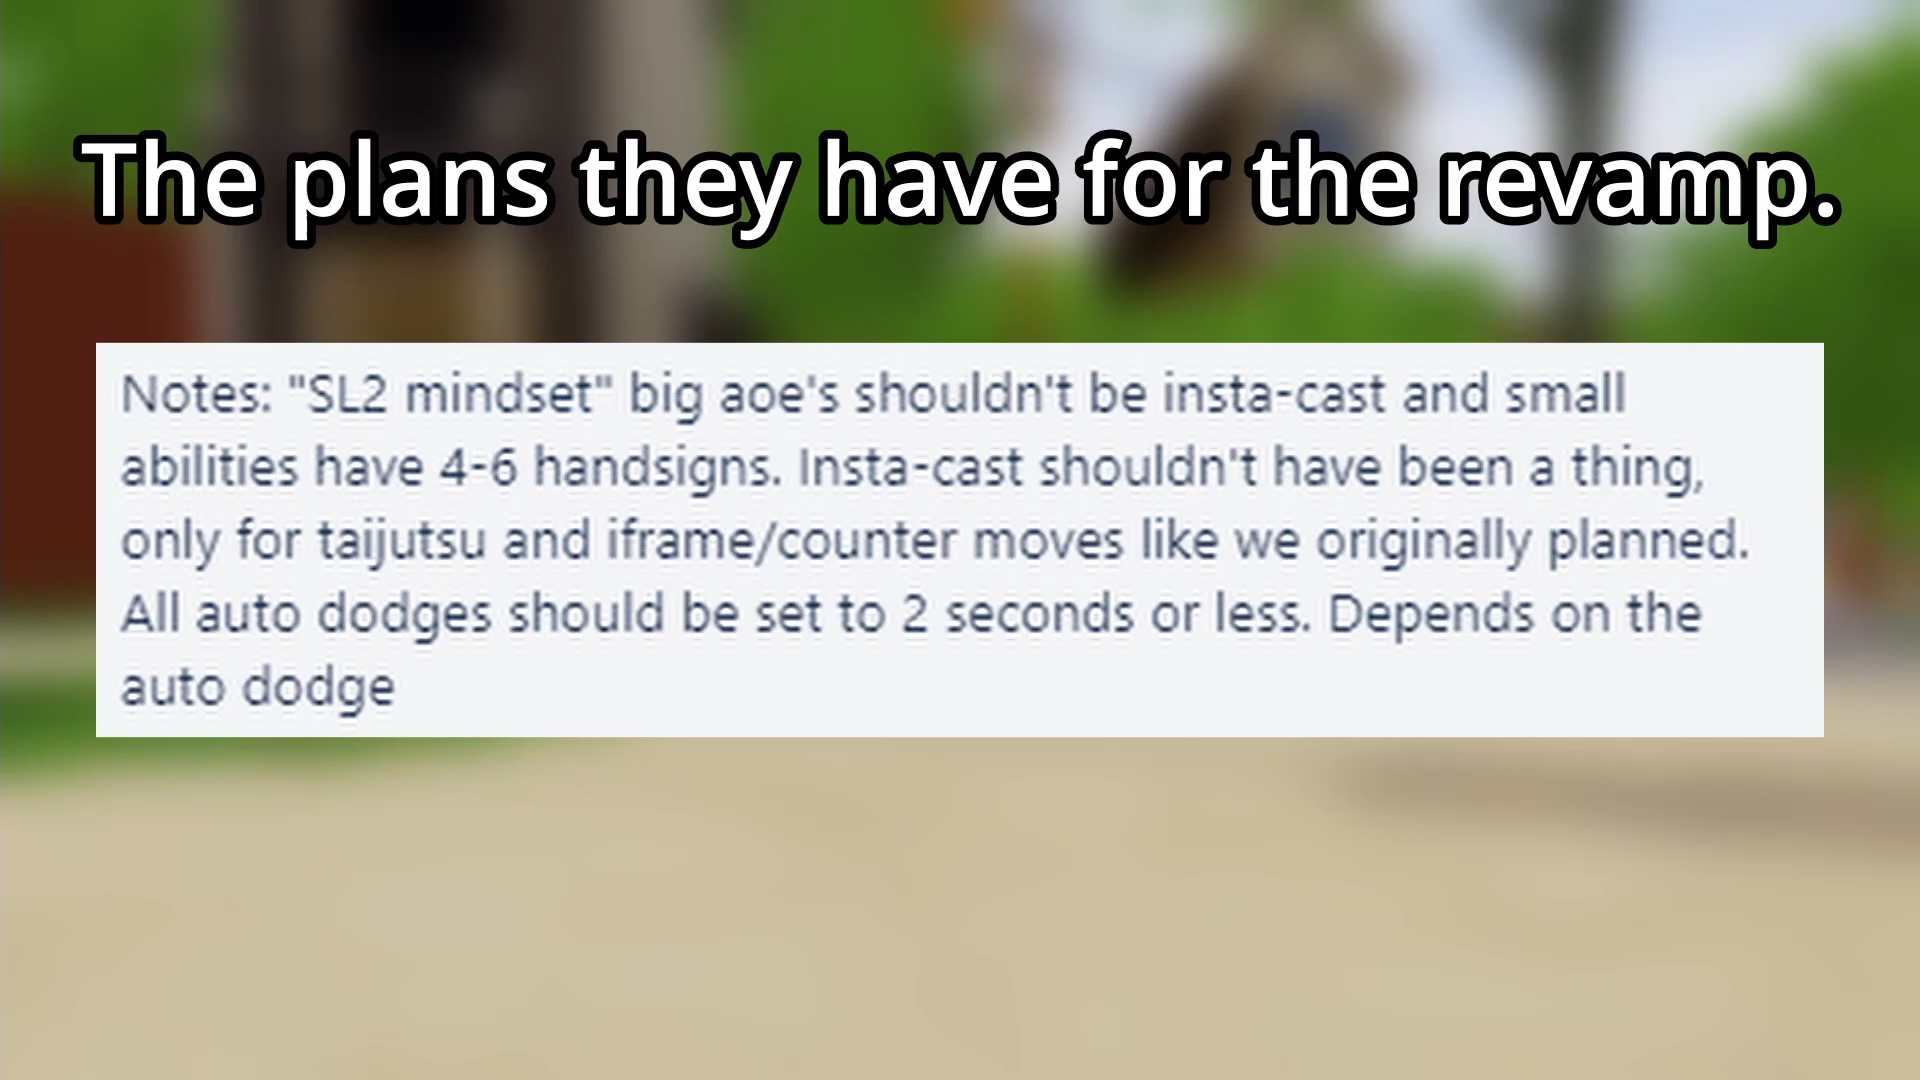 The plans they have for the revamp.
Notes: "SL2 mindset" big aoe's shouldn't be insta-cast and small
abilities have 4-6 handsigns. Insta-cast shouldn't have been a thing,
only for taijutsu and iframe/counter moves like we originally planned.
All auto dodges should be set to 2 seconds or less. Depends on the
auto dodge